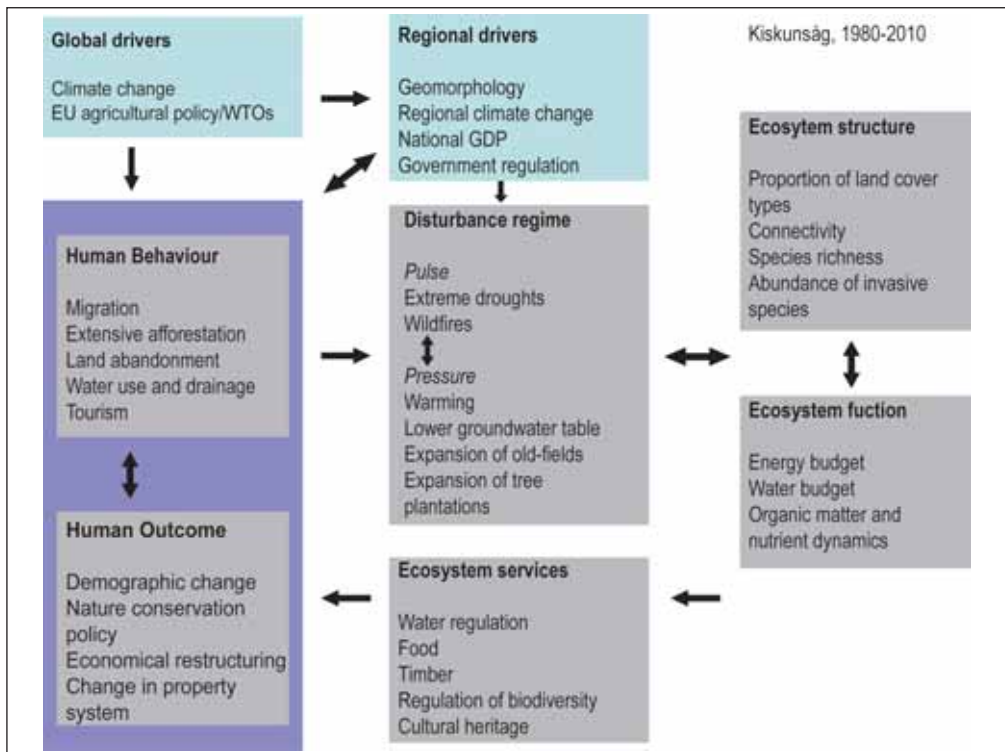 Global drivers
Climate change
EU agricultural policy/WTOs
Regional drivers
Geomorphology
Regional climate change
National GDP
Government regulation
Kiskunság, 1980-2010
Ecosytem structure
Proportion of land cover
types
Connectivity
Species richness
Abundance of invasive
species
Human Behaviour
Migration
Extensive afforestation
Land abandonment
Water use and drainage
Tourism
Disturbance regime
Pulse
Extreme droughts
Wildfires
Pressure
Warming
Lower groundwater table
Expansion of old-fields
Expansion of tree
plantations
Ecosystem fuction
Energy budget
Water budget
Organic matter and
nutrient dynamics
Human Outcome
Demographic change
Nature conservation
policy
Economical restructuring
Change in property
system
Ecosystem services
Water regulation
Food
Timber
Regulation of biodiversity
Cultural heritage